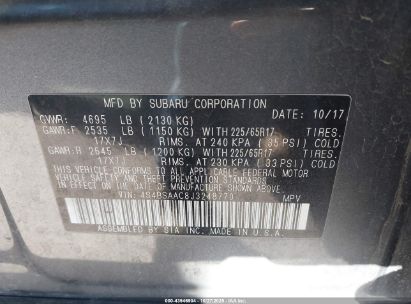 MFD BY SUBARU CORPORATION
DATE: 10/17
GVWR: 4695 LB ( 2130 KG)
GAWR:F 2535 LB ( 1150 KG) WITH 225/65R17 TIRES.
17X7J RIMS. AT 240 KPA ( 35 PSI) COLD
GAWR:R 2645 LB ( 1200 KG) WITH 225/65R17 TIRES.
17X7J RIMS. AT 230 KPA ( 33 PSI) COLD
THIS VEHICLE CONFORMS TO ALL APPLICABLE FEDERAL MOTOR
VEHICLE SAFETY AND THEFT PREVENTION STANDARDS IN EFFECT
ON THE DATE OF MANUFACTURE SHOWN ABOVE.
VIN: MPV
ASSEMBLED BY SIA INC. MADE IN U.S.A.